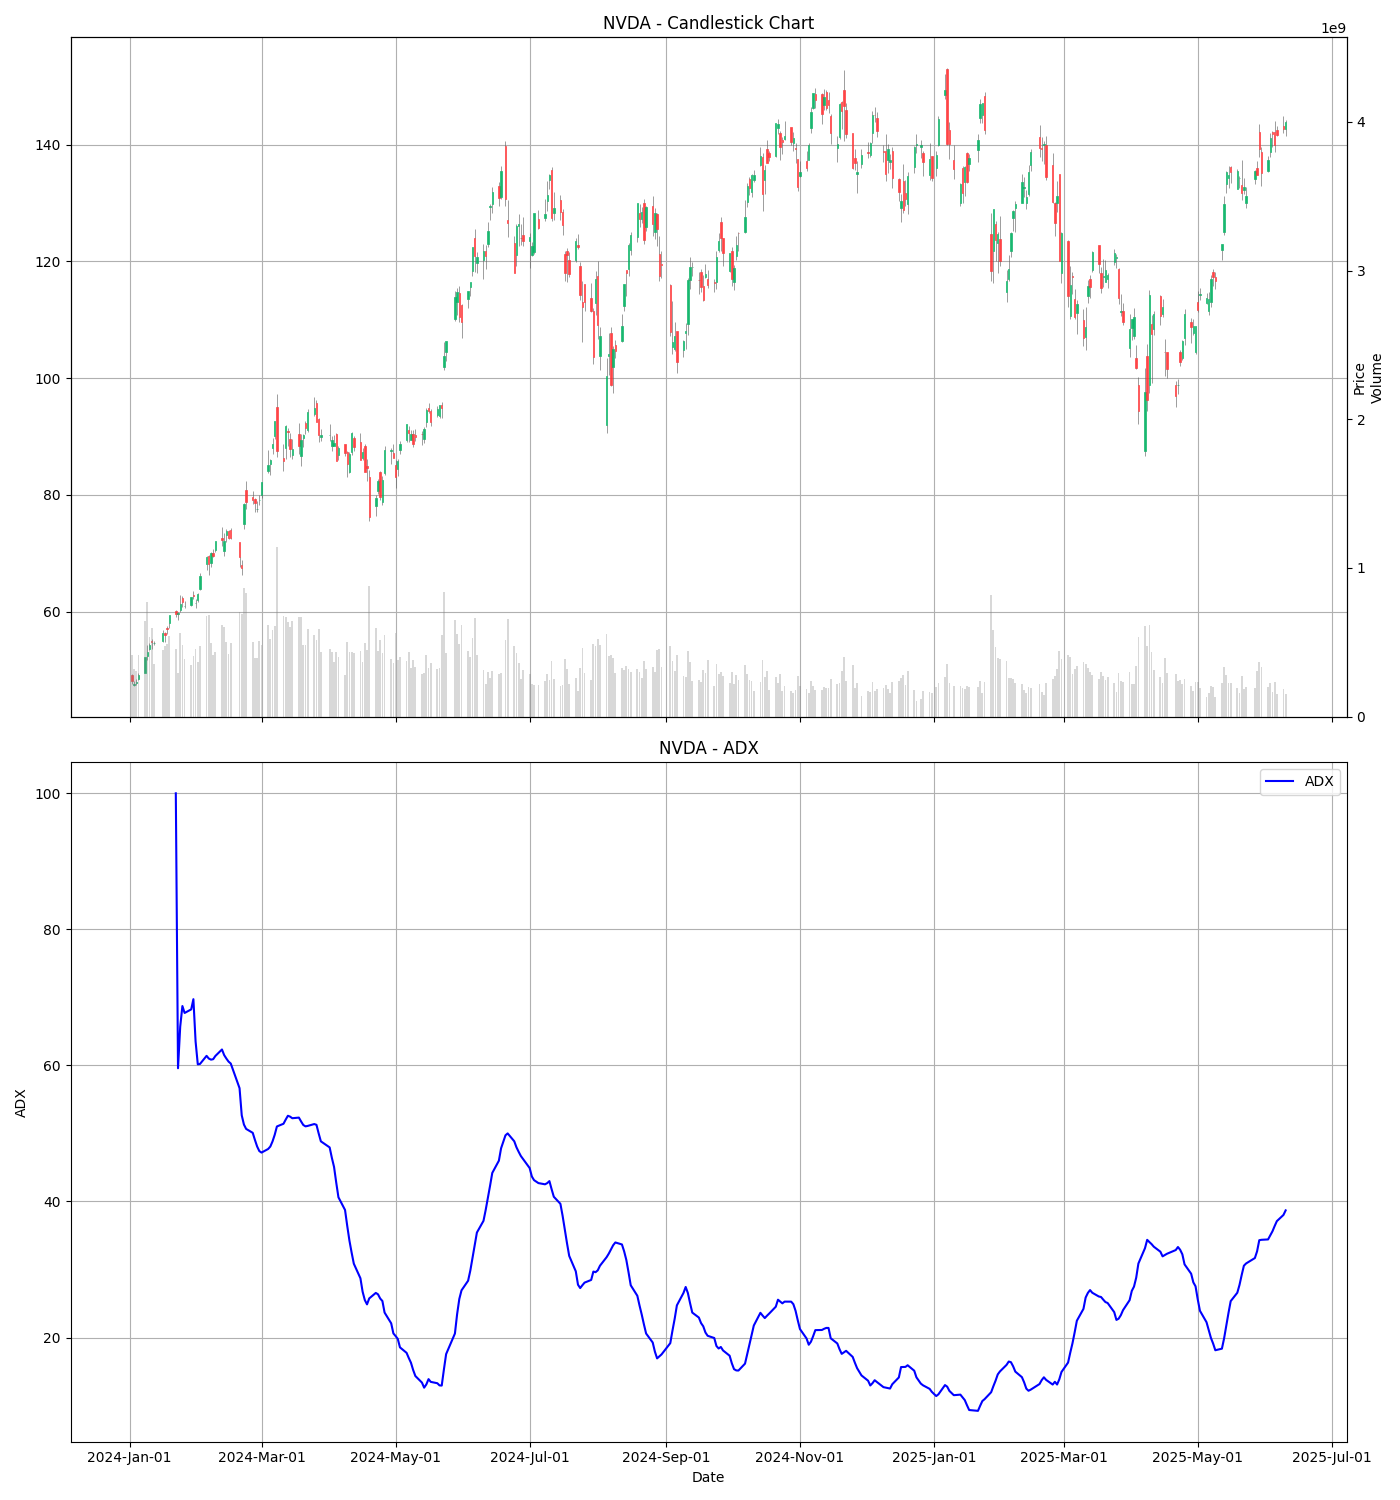 NVDA - Candlestick Chart
1e9
140
120
100
80
60
4
3
2
1
0
Price
Volume
NVDA - ADX
ADX
100
80
60
40
20
ADX
2024-Jan-01 2024-Mar-01 2024-May-01 2024-Jul-01 2024-Sep-01 2024-Nov-01 2025-Jan-01 2025-Mar-01 2025-May-01 2025-Jul-01
Date